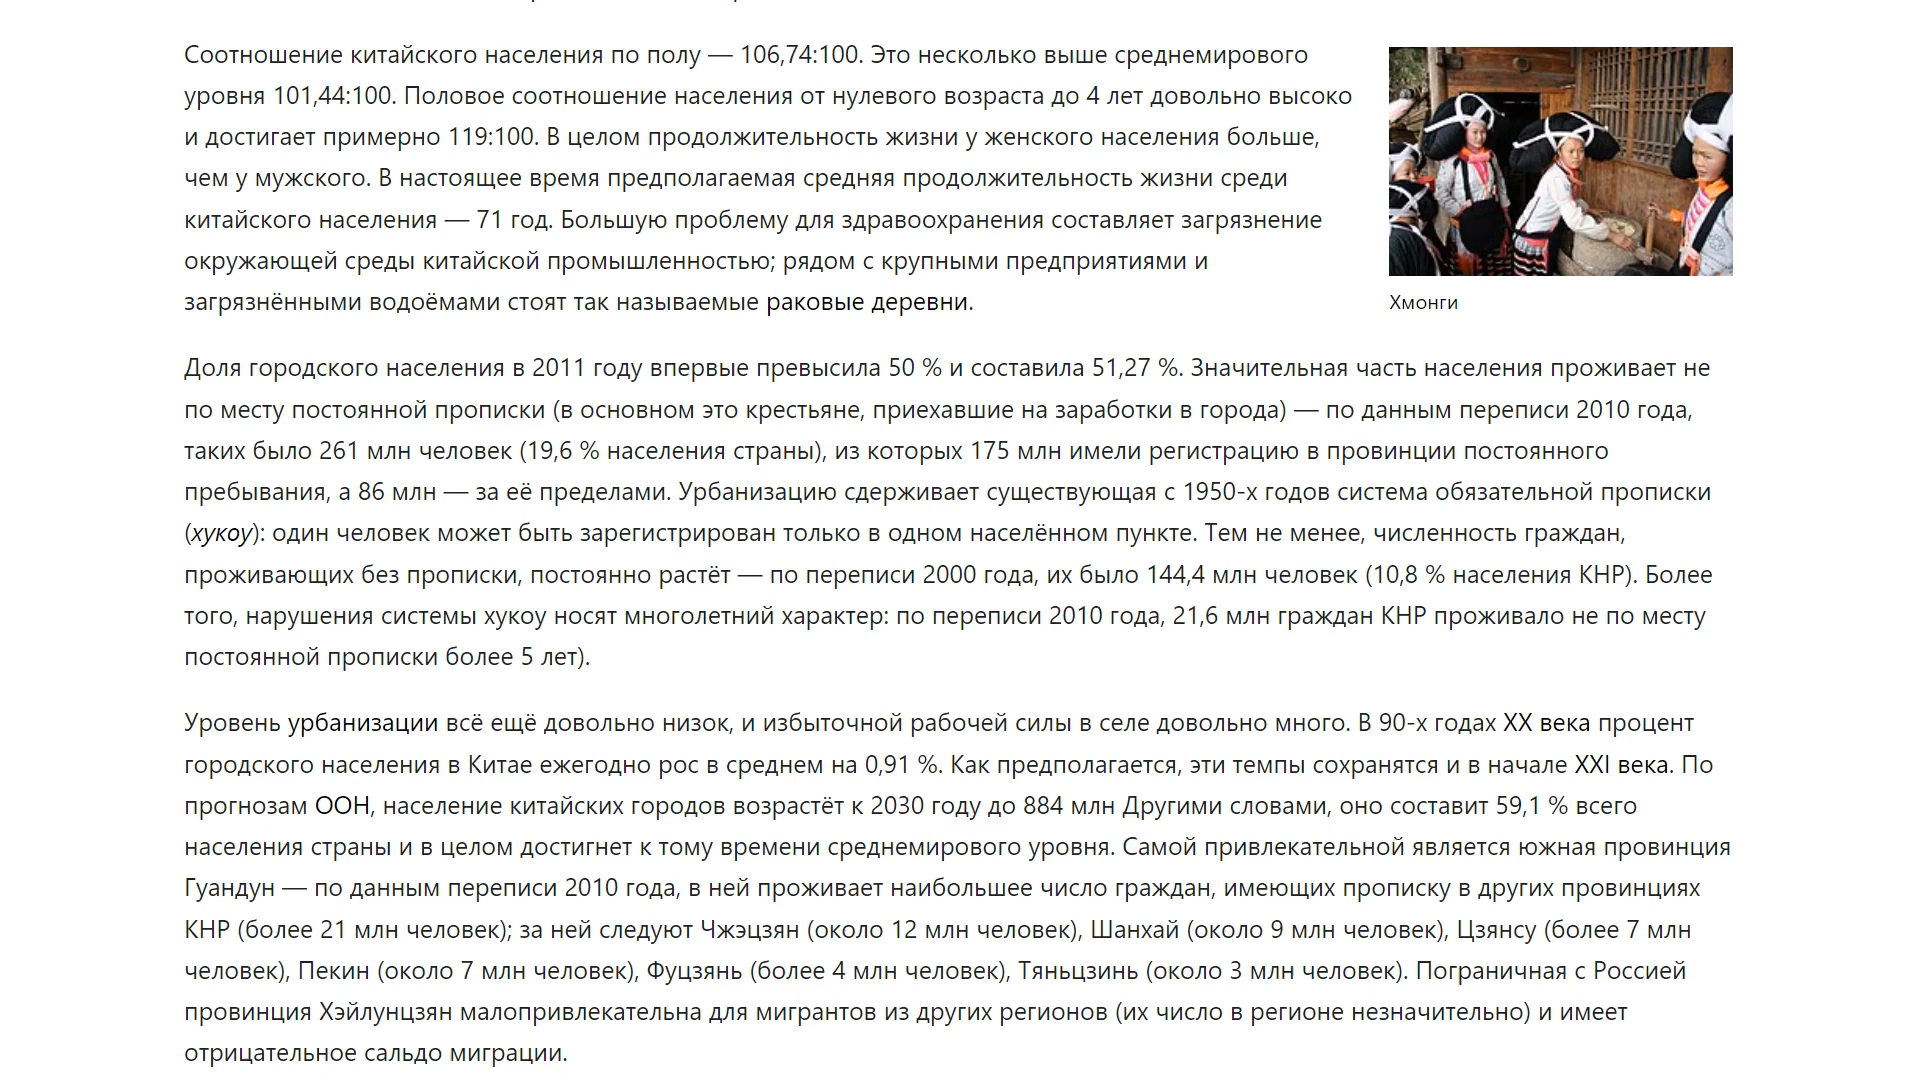 Соотношение китайского населения по полу — 106,74:100. Это несколько выше среднемирового
уровня 101,44:100. Половое соотношение населения от нулевого возраста до 4 лет довольно высоко
и достигает примерно 119:100. В целом продолжительность жизни у женского населения больше,
чем у мужского. В настоящее время предполагаемая средняя продолжительность жизни среди
китайского населения — 71 год. Большую проблему для здравоохранения составляет загрязнение
окружающей среды китайской промышленностью; рядом с крупными предприятиями и
загрязнёнными водоёмами стоят так называемые раковые деревни.
Хмонги
Доля городского населения в 2011 году впервые превысила 50 % и составила 51,27 %. Значительная часть населения проживает не
по месту постоянной прописки (в основном это крестьяне, приехавшие на заработки в города) — по данным переписи 2010 года,
таких было 261 млн человек (19,6 % населения страны), из которых 175 млн имели регистрацию в провинции постоянного
пребывания, а 86 млн — за её пределами. Урбанизацию сдерживает существующая с 1950-х годов система обязательной прописки
(хукоу): один человек может быть зарегистрирован только в одном населённом пункте. Тем не менее, численность граждан,
проживающих без прописки, постоянно растёт — по переписи 2000 года, их было 144,4 млн человек (10,8 % населения КНР). Более
того, нарушения системы хукоу носят многолетний характер: по переписи 2010 года, 21,6 млн граждан КНР проживало не по месту
постоянной прописки более 5 лет).
Уровень урбанизации всё ещё довольно низок, и избыточной рабочей силы в селе довольно много. В 90-х годах XX века процент
городского населения в Китае ежегодно рос в среднем на 0,91 %. Как предполагается, эти темпы сохранятся и в начале XXI века. По
прогнозам ООН, население китайских городов возрастёт к 2030 году до 884 млн Другими словами, оно составит 59,1 % всего
населения страны и в целом достигнет к тому времени среднемирового уровня. Самой привлекательной является южная провинция
Гуандун — по данным переписи 2010 года, в ней проживает наибольшее число граждан, имеющих прописку в других провинциях
КНР (более 21 млн человек); за ней следуют Чжэцзян (около 12 млн человек), Шанхай (около 9 млн человек), Цзянсу (более 7 млн
человек), Пекин (около 7 млн человек), Фуцзянь (более 4 млн человек), Тяньцзинь (около 3 млн человек). Пограничная с Россией
провинция Хэйлунцзян малопривлекательна для мигрантов из других регионов (их число в регионе незначительно) и имеет
отрицательное сальдо миграции.